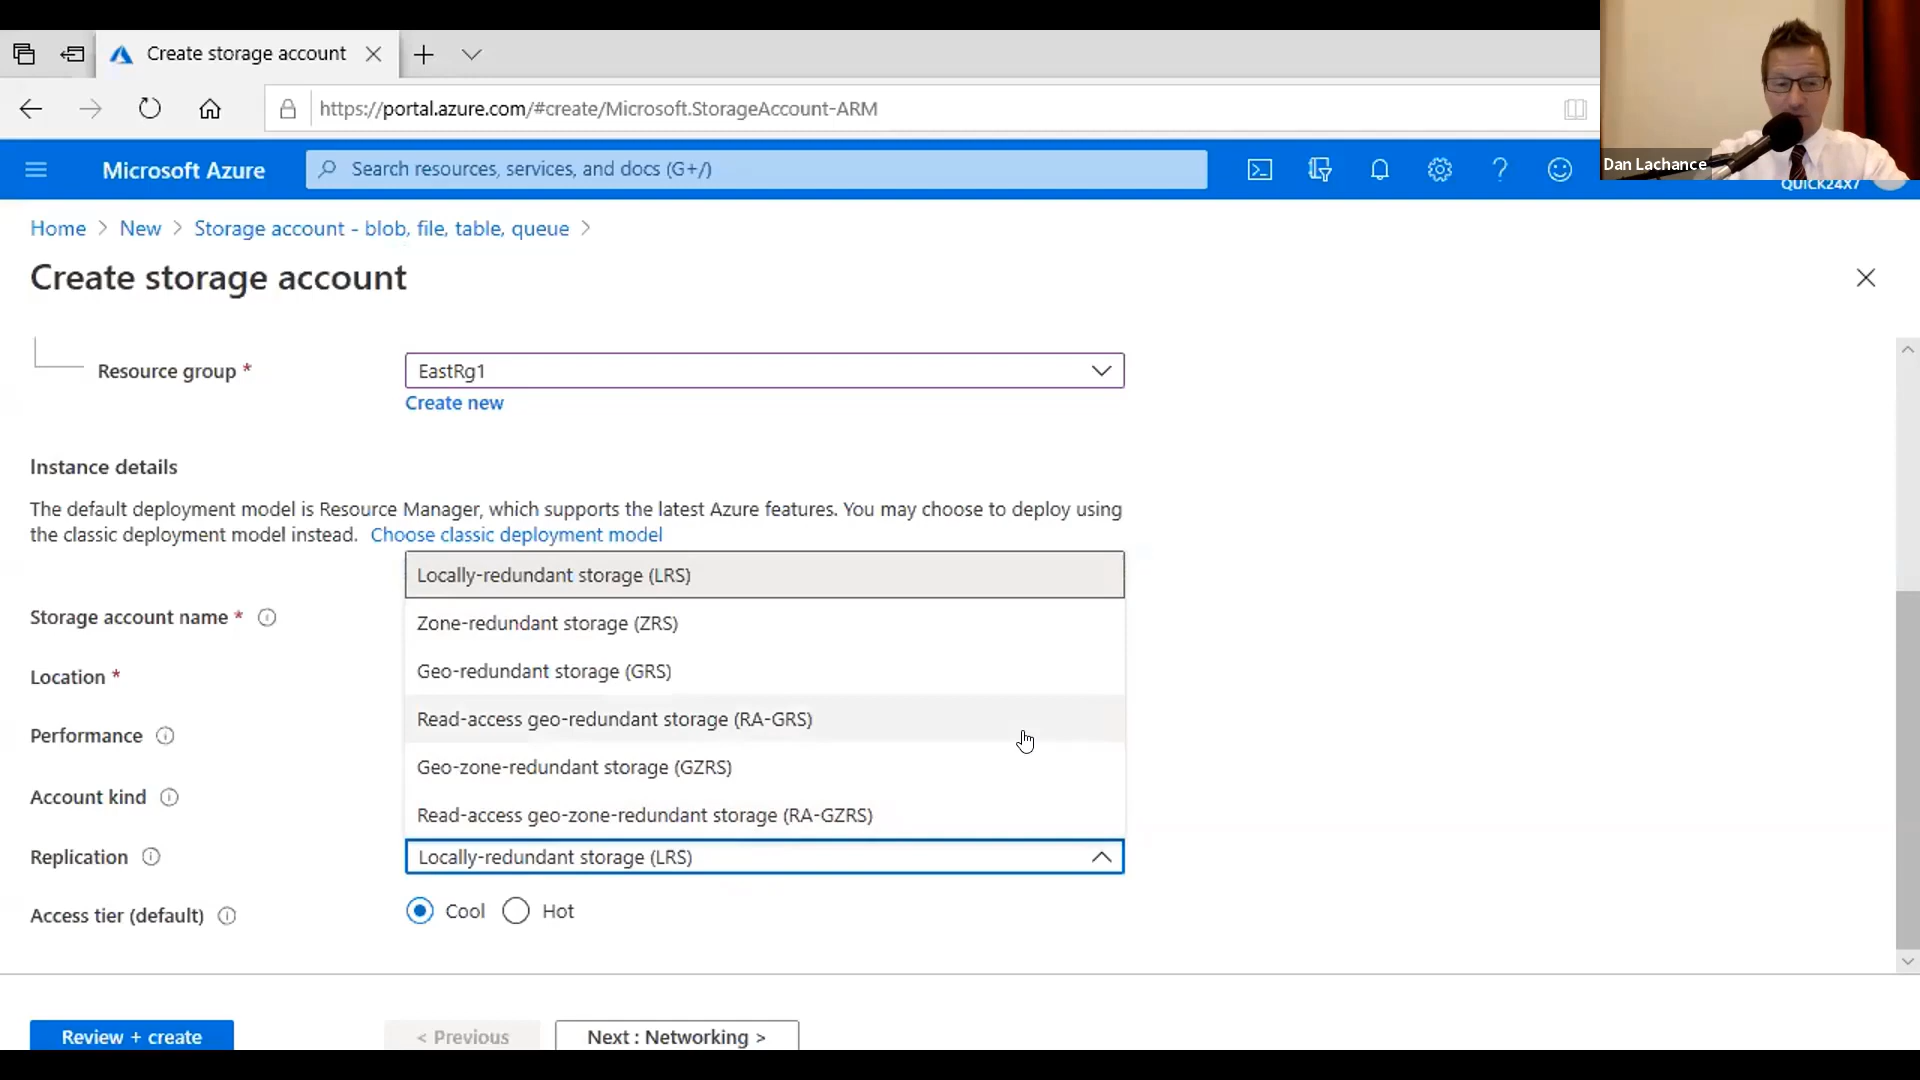 Create storage account
https://portal.azure.com/#create/Microsoft.StorageAccount-ARM
Dan Lachance
Microsoft Azure
Search resources, services, and docs (G+/)
QUICK24X7
Home > New > Storage account - blob, file, table, queue >
Create storage account
Resource group *
EastRg1
Create new
Instance details
The default deployment model is Resource Manager, which supports the latest Azure features. You may choose to deploy using
the classic deployment model instead. Choose classic deployment model
Locally-redundant storage (LRS)
Storage account name *
Zone-redundant storage (ZRS)
Geo-redundant storage (GRS)
Location *
Read-access geo-redundant storage (RA-GRS)
Performance
Geo-zone-redundant storage (GZRS)
Account kind
Read-access geo-zone-redundant storage (RA-GZRS)
Replication
Locally-redundant storage (LRS)
Access tier (default)
Cool Hot
Review + create
< Previous
Next : Networking >